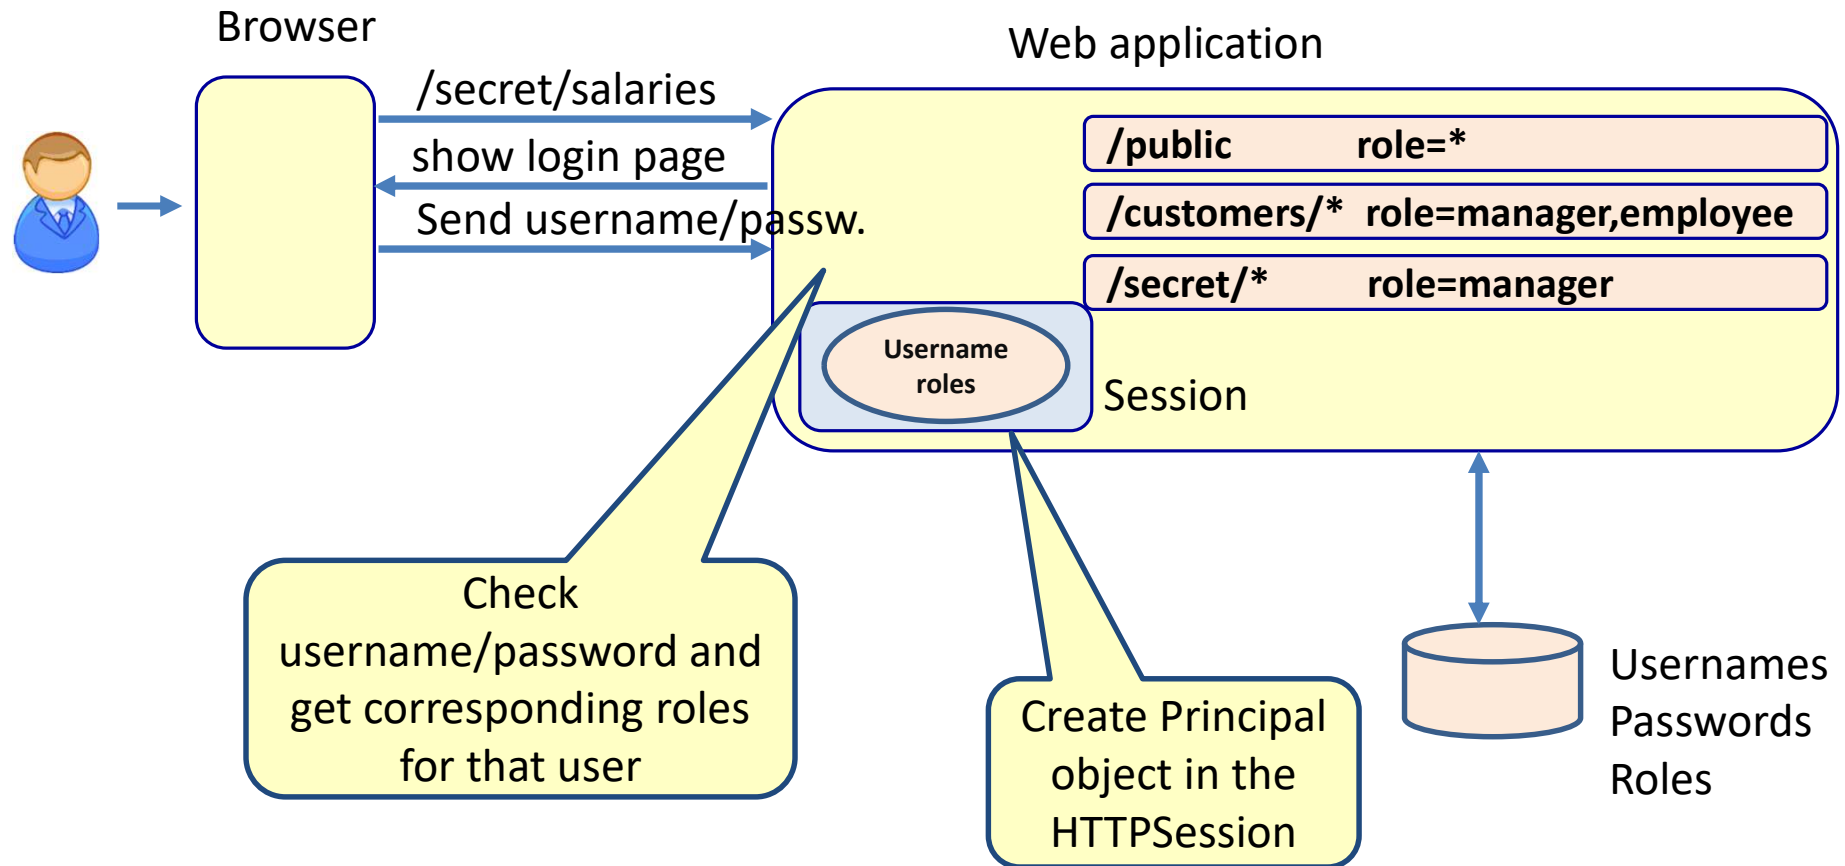 Browser
Web application
/secret/salaries
show login page
Send username/passw.
/public role=*
/customers/* role=manager,employee
/secret/* role=manager
Username
roles
Session
Check
username/password and
get corresponding roles
for that user
Create Principal
object in the
HTTPSession
Usernames
Passwords
Roles